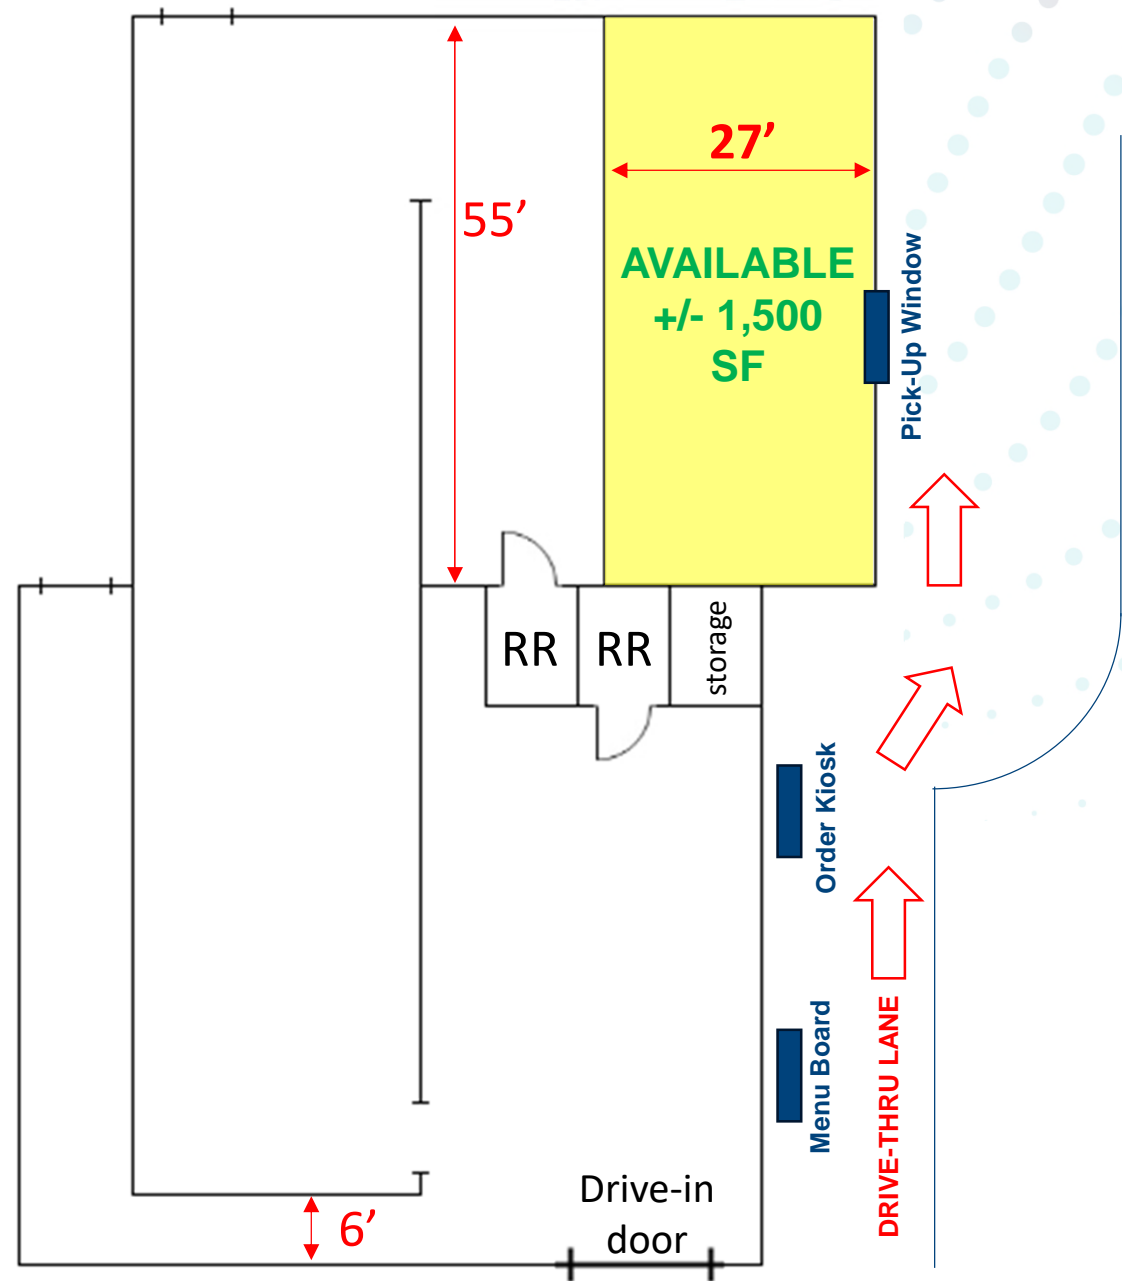 27’
55’
AVAILABLE
+/- 1,500
SF
Pick-Up Window
RR
RR
storage
Order Kiosk
Menu Board
DRIVE-THRU LANE
Drive-in
door
6’